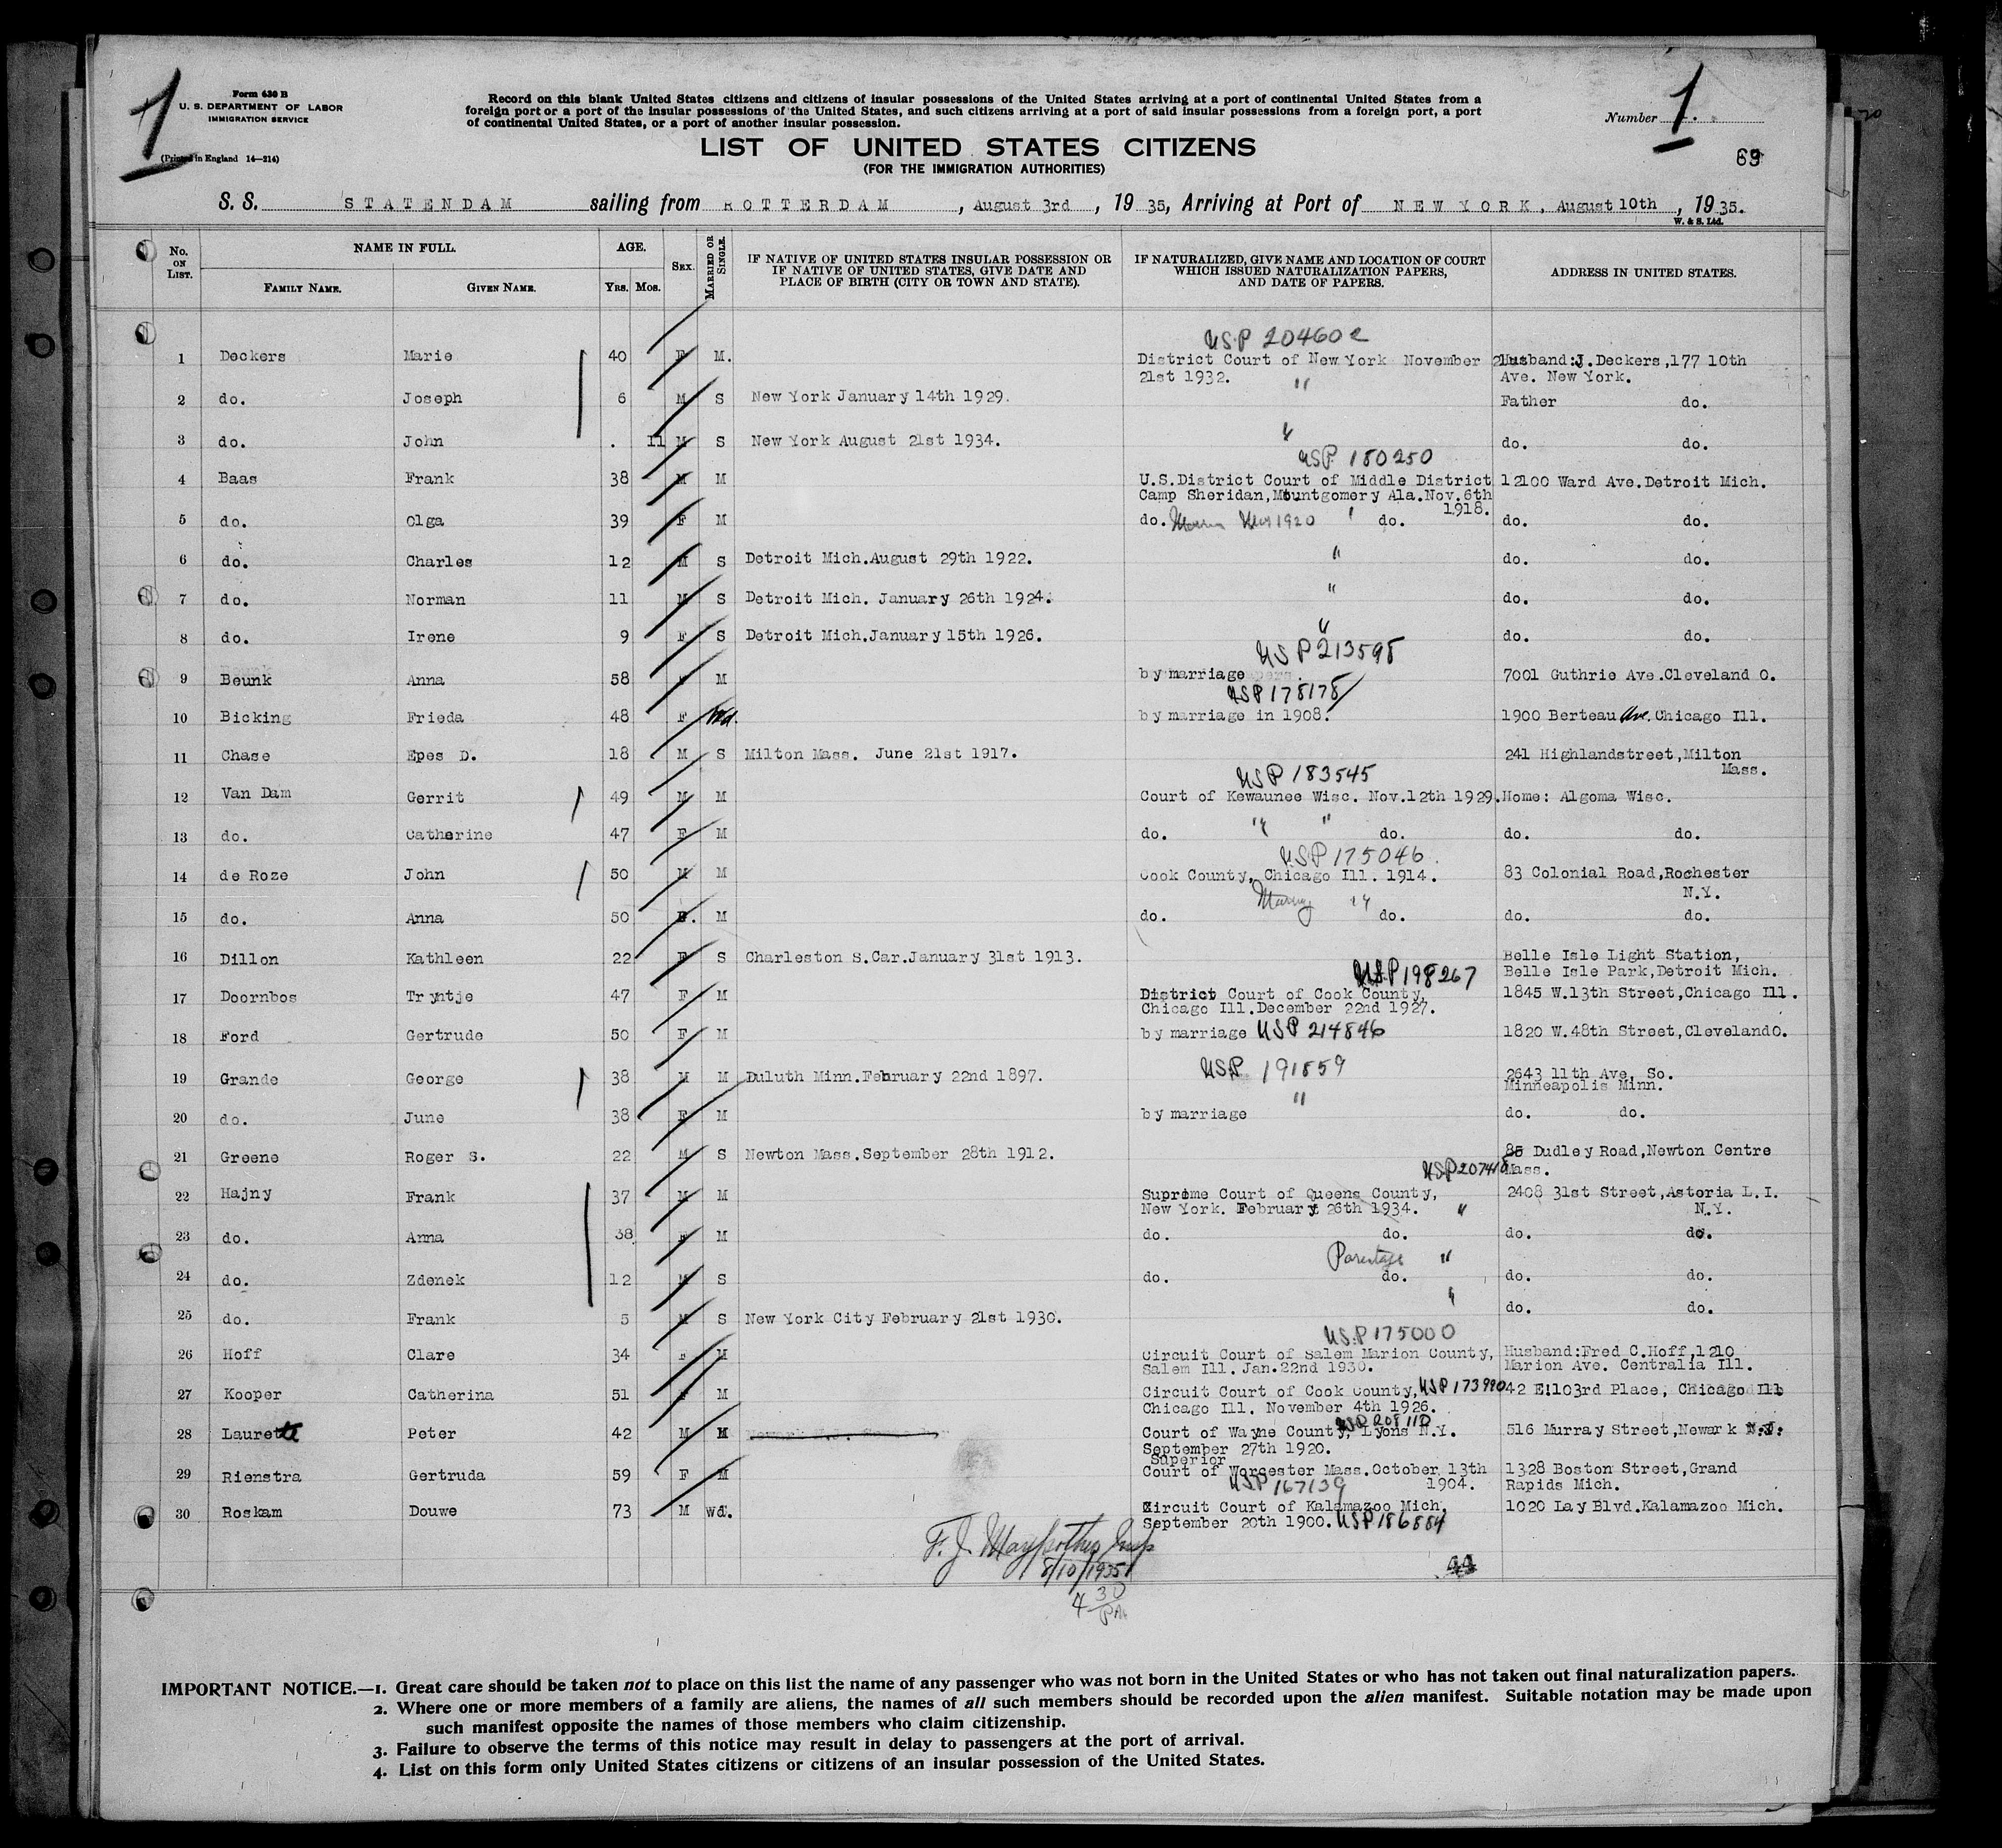 1
Form 630 B
U. S. DEPARTMENT OF LABOR
IMMIGRATION SERVICE
(Printed in England 14—214)
Record on this blank United States citizens and citizens of insular possessions of the United States arriving at a port of continental United States from a
foreign port or a port of the insular possessions of the United States, and such citizens arriving at a port of said insular possessions from a foreign port, a port
of continental United States, or a port of another insular possession.
Number 1.
69
LIST OF UNITED STATES CITIZENS
(FOR THE IMMIGRATION AUTHORITIES)
S. S. STATENDAM sailing from ROTTERDAM, August 3rd, 1935, Arriving at Port of NEW YORK, August 10th, 1935.
W. & S. Ltd.
No. ON LIST. NAME IN FULL. FAMILY NAME. GIVEN NAME. AGE. Yrs. Mos. SEX. MARRIED OR SINGLE. IF NATIVE OF UNITED STATES INSULAR POSSESSION OR IF NATIVE OF UNITED STATES, GIVE DATE AND PLACE OF BIRTH (CITY OR TOWN AND STATE). IF NATURALIZED, GIVE NAME AND LOCATION OF COURT WHICH ISSUED NATURALIZATION PAPERS, AND DATE OF PAPERS. ADDRESS IN UNITED STATES.
USP 204602
1 Deckers Marie 40 F M. District Court of New York November Husband:J. Deckers,177 10th
21st 1932. " Ave. New York.
2 do. Joseph 6 M S New York January 14th 1929. Father do.
3 do. John . 11 M S New York August 21st 1934. " do. do.
USP 180250
4 Baas Frank 38 M M U.S.District Court of Middle District 12100 Ward Ave.Detroit Mich.
Camp Sheridan,Mountgomery Ala.Nov.6th
1918.
5 do. Olga 39 F M do. 1920 " do. do. do.
6 do. Charles 12 M S Detroit Mich.August 29th 1922. " do. do.
7 do. Norman 11 M S Detroit Mich. January 26th 1924. " do. do.
8 do. Irene 9 F S Detroit Mich.January 15th 1926. " do. do.
USP 213598
9 Beunk Anna 58 F M by marriage 7001 Guthrie Ave.Cleveland O.
USP 178178
10 Bicking Frieda 48 F Wd. by marriage in 1908. 1900 Berteau Ave. Chicago Ill.
11 Chase Epes D. 18 M S Milton Mass. June 21st 1917. 241 Highlandstreet,Milton
Mass.
USP 183545
12 Van Dam Gerrit 49 M M Court of Kewaunee Wisc. Nov.12th 1929. Home: Algoma Wisc.
13 do. Catherine 47 F M do. " " do. do. do.
USP 175046
14 de Roze John 50 M M Cook County, Chicago Ill. 1914. 83 Colonial Road,Rochester
N.Y.
15 do. Anna 50 F. M do. " do. do. do.
16 Dillon Kathleen 22 F S Charleston S.Car.January 31st 1913. Belle Isle Light Station,
Belle Isle Park,Detroit Mich.
USP 198267
17 Doornbos Tryntje 47 F M District Court of Cook County, 1845 W.13th Street,Chicago Ill.
Chicago Ill.December 22nd 1927.
18 Ford Gertrude 50 F M by marriage USP 214846 1820 W.48th Street,ClevelandO.
USP 191859
19 Grande George 38 M M Duluth Minn.February 22nd 1897. 2643 11th Ave. So.
Minneapolis Minn.
20 do. June 38 F M by marriage " do. do.
21 Greene Roger S. 22 M S Newton Mass.September 28th 1912. 85 Dudley Road,Newton Centre
USP 207418 Mass.
22 Hajny Frank 37 M M Supreme Court of Queens County, 2408 31st Street,Astoria L.I.
New York. February 26th 1934. " N.Y.
23 do. Anna 38 F M do. do. do. do.
Parentage "
24 do. Zdenek 12 M S do. do. do. do.
25 do. Frank 5 M S New York City February 21st 1930. " do. do.
USP 175000
26 Hoff Clare 34 F M Circuit Court of Salem Marion County, Husband:Fred C.Hoff,1210
Salem Ill. Jan.22nd 1930. Marion Ave. Centralia Ill.
27 Kooper Catherina 51 F M Circuit Court of Cook County, USP 173990 42 E.103rd Place, Chicago Ill
Chicago Ill. November 4th 1926.
USP 208110
28 Laurette Peter 42 M M Court of Wayne County, Lyons N.Y. 516 Murray Street,Newark N.J.
September 27th 1920.
Superior
29 Rienstra Gertruda 59 F M Court of Worcester Mass.October 13th 1328 Boston Street,Grand
USP 167139 1904. Rapids Mich.
30 Roskam Douwe 73 M Wd. Circuit Court of Kalamazoo Mich. 1020 Lay Blvd.Kalamazoo Mich.
September 20th 1900. USP 186884
8/10/1935
4 30 PM
44
IMPORTANT NOTICE.—1. Great care should be taken not to place on this list the name of any passenger who was not born in the United States or who has not taken out final naturalization papers.
2. Where one or more members of a family are aliens, the names of all such members should be recorded upon the alien manifest. Suitable notation may be made upon
such manifest opposite the names of those members who claim citizenship.
3. Failure to observe the terms of this notice may result in delay to passengers at the port of arrival.
4. List on this form only United States citizens or citizens of an insular possession of the United States.